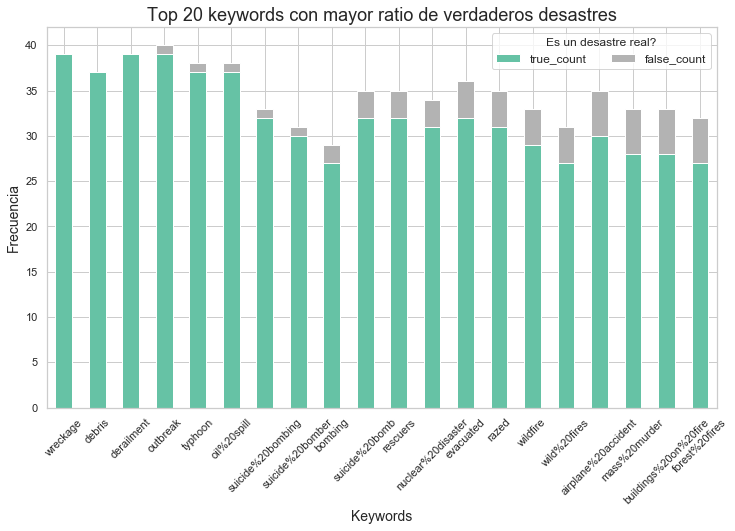 Top 20 keywords con mayor ratio de verdaderos desastres
Es un desastre real?
true_count false_count
40
35
30
25
20
15
10
5
0
Frecuencia
wreckage
debris
derailment
outbreak
typhoon
oil%20spill
suicide%20bombing
suicide%20bomber
bombing
suicide%20bomb
rescuers
nuclear%20disaster
evacuated
razed
wildfire
wild%20fires
airplane%20accident
mass%20murder
buildings%20on%20fire
forest%20fires
Keywords